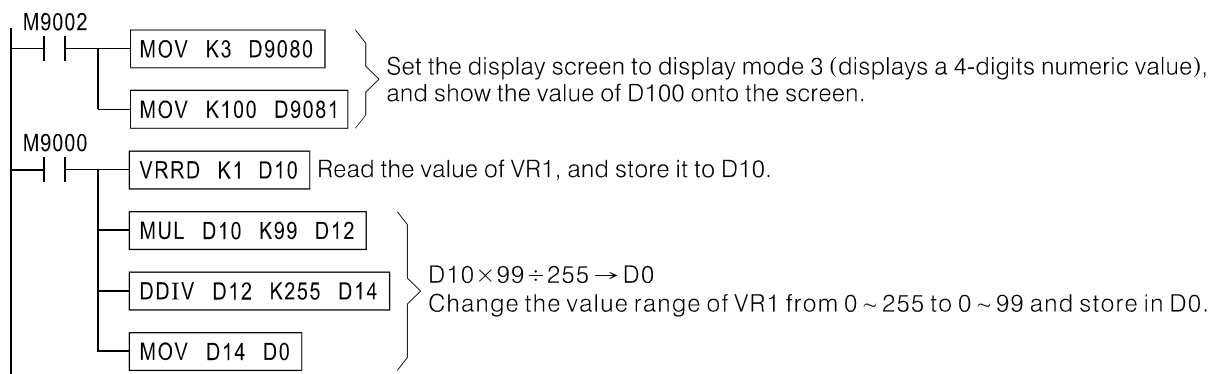 M9002
MOV K3 D9080
Set the display screen to display mode 3 (displays a 4-digits numeric value),
and show the value of D100 onto the screen.
MOV K100 D9081
M9000
VRRD K1 D10 Read the value of VR1, and store it to D10.
MUL D10 K99 D12
D10×99÷255→D0
DDIV D12 K255 D14
Change the value range of VR1 from 0 ~ 255 to 0 ~ 99 and store in D0.
MOV D14 D0